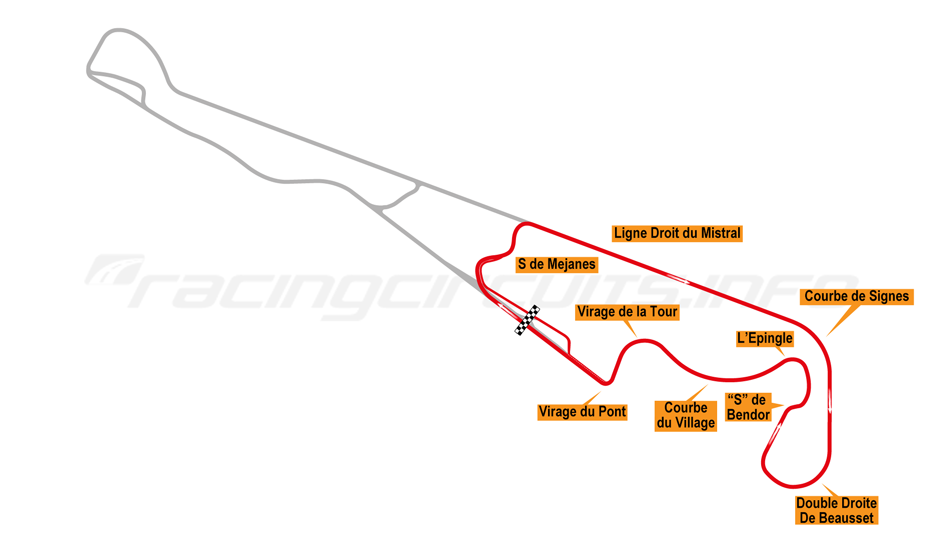 Ligne Droit du Mistral
S de Mejanes
Courbe de Signes
Virage de la Tour
L'Epingle
"S" de
Bendor
Courbe
du Village
Virage du Pont
Double Droite
De Beausset
racingcircuits.info